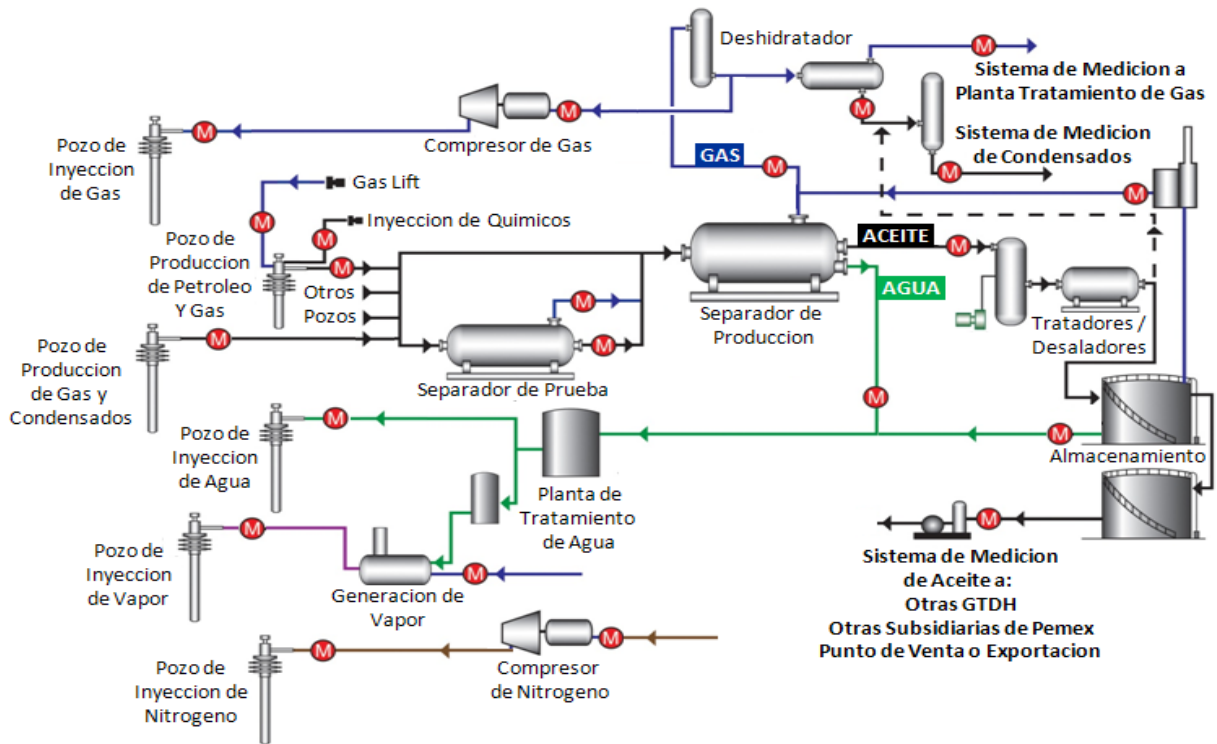 Deshidratador
M
Sistema de Medicion a
Planta Tratamiento de Gas
M
M
M
Compresor de Gas
Pozo de
Inyeccion
de Gas
Sistema de Medicion
de Condensados
M
GAS
M
M
Gas Lift
M
Inyeccion de Quimicos
M
Pozo de
Produccion
de Petroleo
Y Gas
M
Otros
Pozos
ACEITE
M
AGUA
Separador de
Produccion
Tratadores /
Desaladores
M
M
Separador de Prueba
M
Pozo de
Produccion
de Gas y
Condensados
M
M
Pozo de
Inyeccion
de Agua
M
Almacenamiento
Planta de
Tratamiento
de Agua
M
Pozo de
Inyeccion
de Vapor
M
Generacion de
Vapor
M
Sistema de Medicion
de Aceite a:
Otras GTDH
Otras Subsidiarias de Pemex
Punto de Venta o Exportacion
M
Compresor
de Nitrogeno
M
Pozo de
Inyeccion de
Nitrogeno